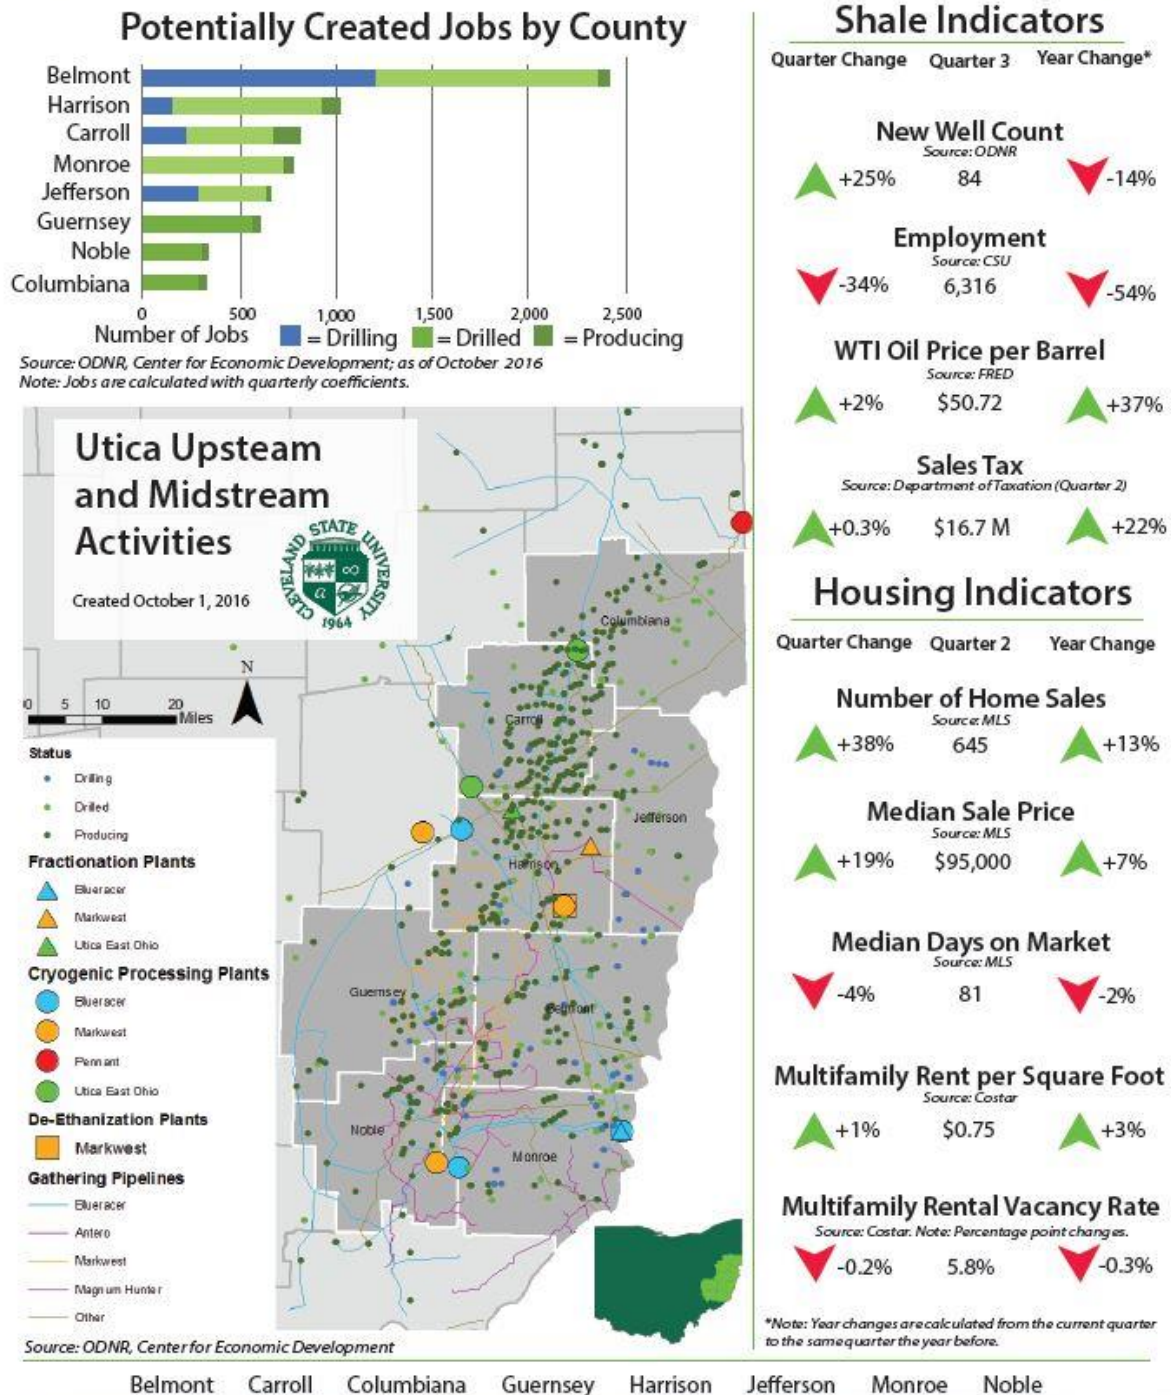 Potentially Created Jobs by County
Belmont
Harrison
Carroll
Monroe
Jefferson
Guernsey
Noble
Columbiana
0 500 1,000 1,500 2,000 2,500
Number of Jobs = Drilling = Drilled = Producing
Source: ODNR, Center for Economic Development; as of October 2016
Note: Jobs are calculated with quarterly coefficients.
Utica Upsteam
and Midstream
Activities
Created October 1, 2016
CLEVELAND STATE UNIVERSITY
1964
N
0 5 10 20
Miles
Status
Drilling
Drilled
Producing
Fractionation Plants
Blueracer
Markwest
Utica East Ohio
Cryogenic Processing Plants
Blueracer
Markwest
Pennant
Utica East Ohio
De-Ethanization Plants
Markwest
Gathering Pipelines
Blueracer
Antero
Markwest
Magnum Hunter
Other
Columbiana
Carroll
Jefferson
Harrison
Guernsey
Belmont
Noble
Monroe
Source: ODNR, Center for Economic Development
Shale Indicators
Quarter Change Quarter 3 Year Change*
New Well Count
Source: ODNR
+25% 84 -14%
Employment
Source: CSU
-34% 6,316 -54%
WTI Oil Price per Barrel
Source: FRED
+2% $50.72 +37%
Sales Tax
Source: Department of Taxation (Quarter 2)
+0.3% $16.7 M +22%
Housing Indicators
Quarter Change Quarter 2 Year Change
Number of Home Sales
Source: MLS
+38% 645 +13%
Median Sale Price
Source: MLS
+19% $95,000 +7%
Median Days on Market
Source: MLS
-4% 81 -2%
Multifamily Rent per Square Foot
Source: Costar
+1% $0.75 +3%
Multifamily Rental Vacancy Rate
Source: Costar. Note: Percentage point changes.
-0.2% 5.8% -0.3%
*Note: Year changes are calculated from the current quarter
to the same quarter the year before.
Belmont Carroll Columbiana Guernsey Harrison Jefferson Monroe Noble